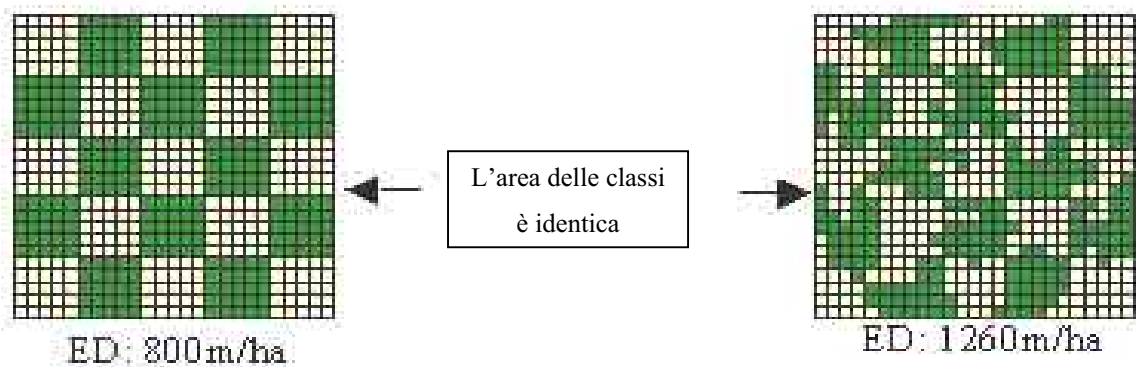 L'area delle classi
è identica
ED: 800m/ha
ED: 1260m/ha